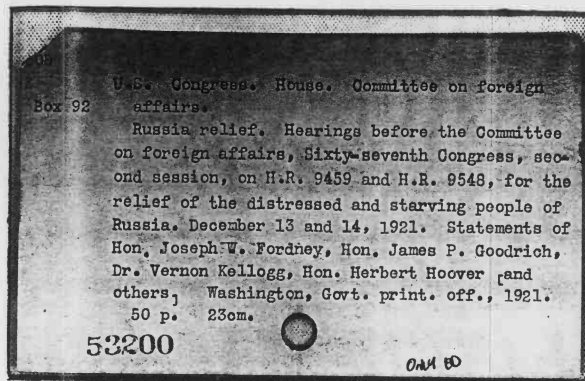 U.S. Congress. House. Committee on foreign
Box 92 affairs.
Russia relief. Hearings before the Committee
on foreign affairs, Sixty-seventh Congress, sec-
ond session, on H.R. 9459 and H.R. 9548, for the
relief of the distressed and starving people of
Russia. December 13 and 14, 1921. Statements of
Hon. Joseph W. Fordney, Hon. James P. Goodrich,
Dr. Vernon Kellogg, Hon. Herbert Hoover [and
others] Washington, Govt. print. off., 1921.
50 p. 23cm.
53200